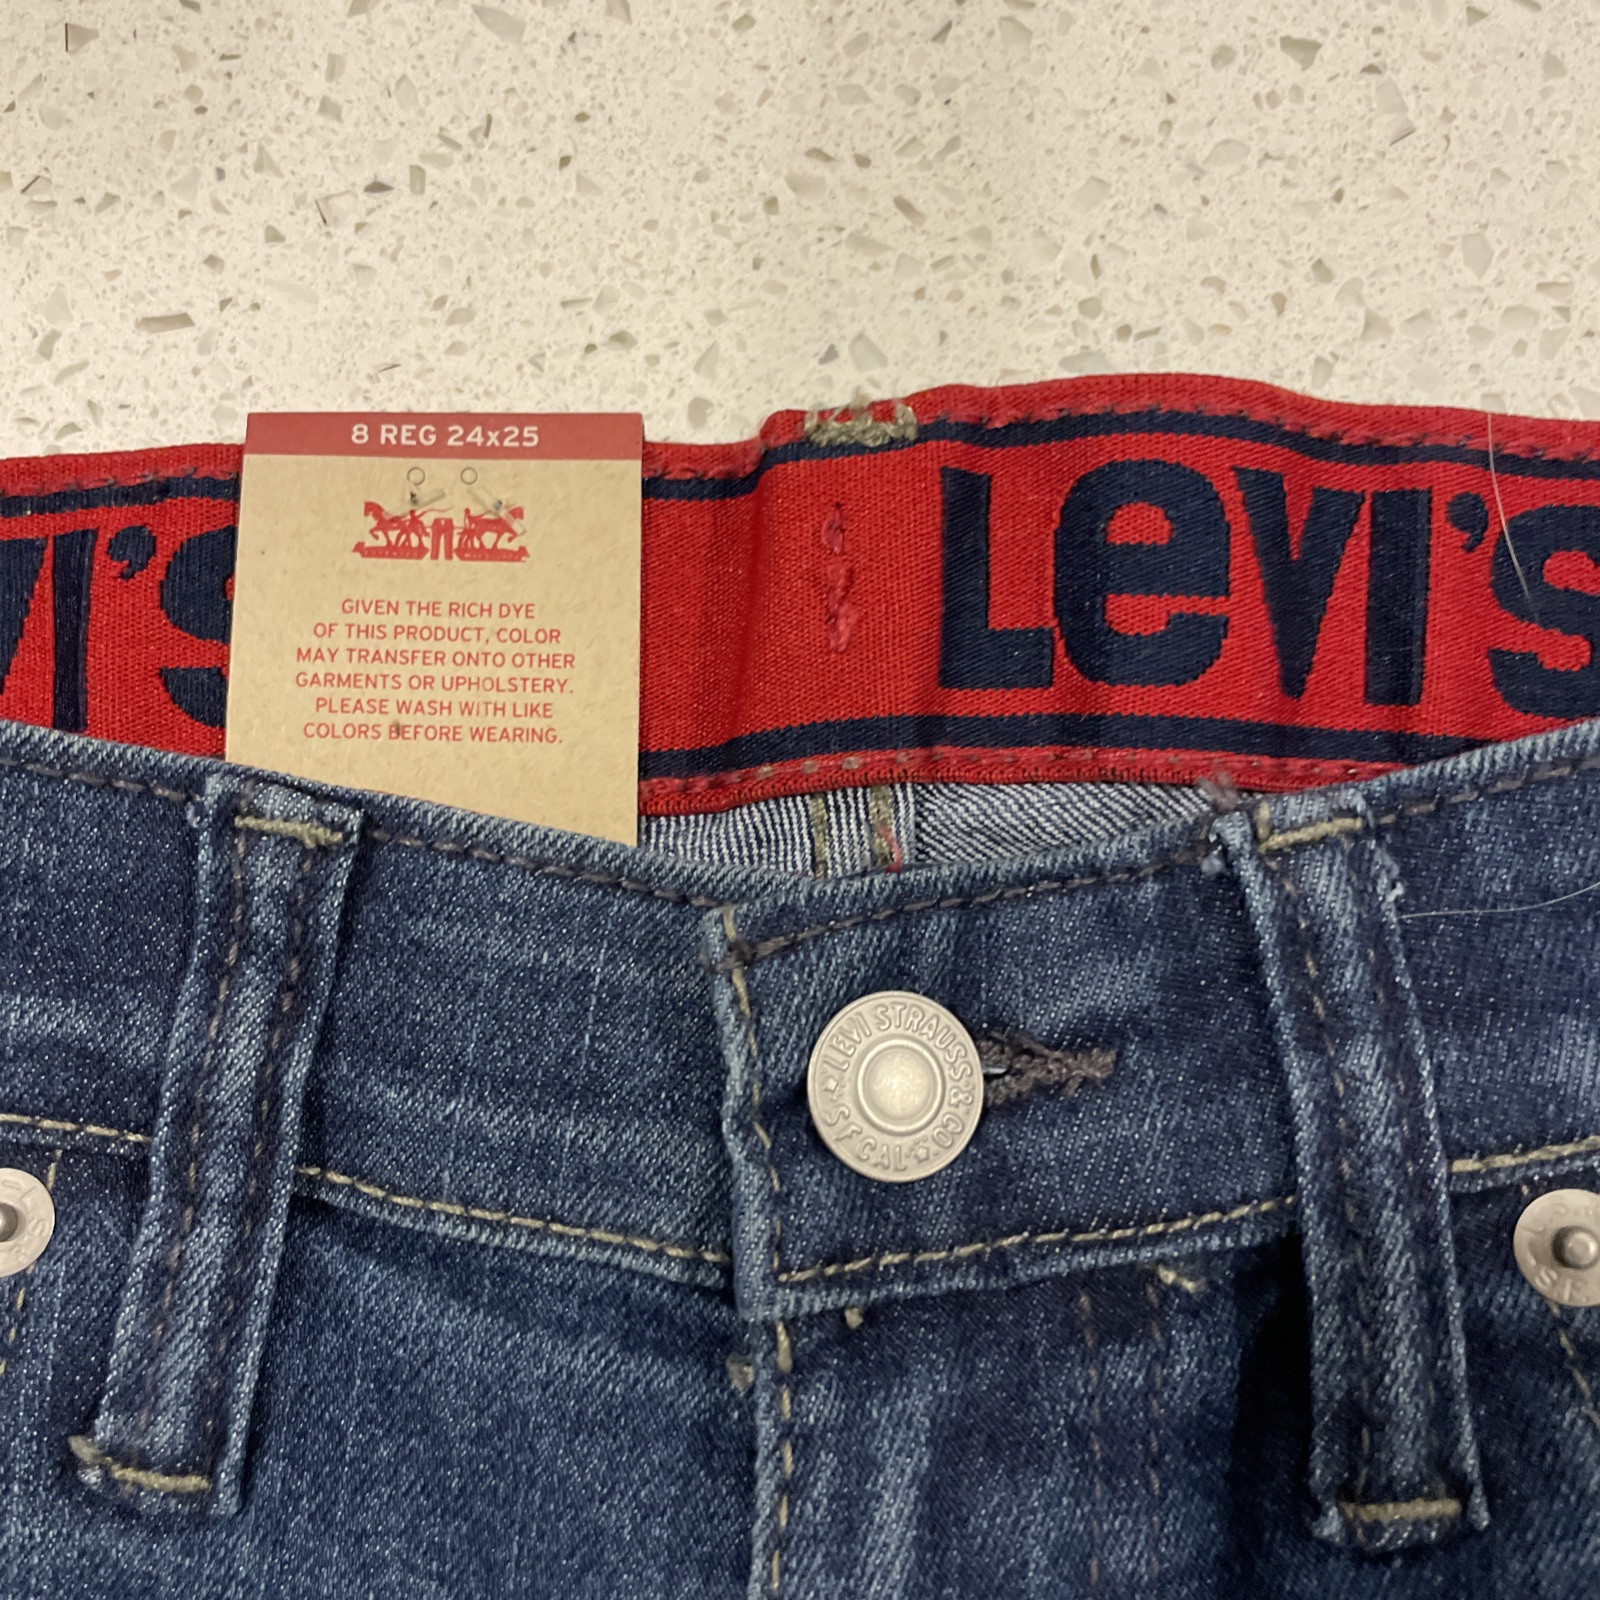 8 REG 24x25
GIVEN THE RICH DYE
OF THIS PRODUCT, COLOR
MAY TRANSFER ONTO OTHER
GARMENTS OR UPHOLSTERY.
PLEASE WASH WITH LIKE
COLORS BEFORE WEARING.
VI'S
LeVI'S
LEVI STRAUSS & CO.
S F CAL